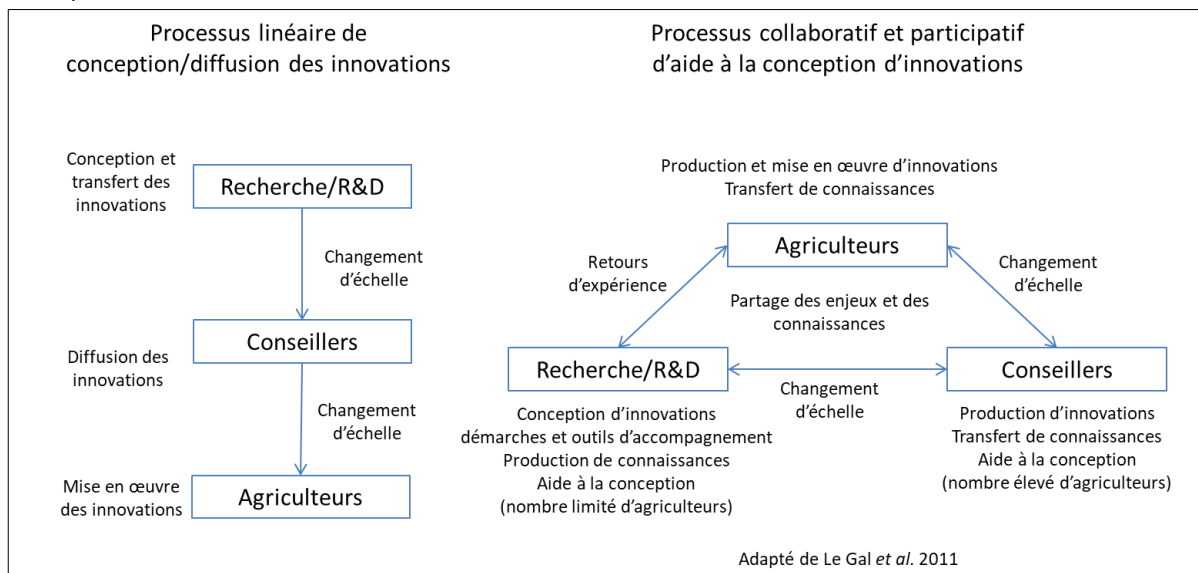 Processus linéaire de
conception/diffusion des innovations
Conception et
transfert des
innovations
Recherche/R&D
Changement
d'échelle
Diffusion des
innovations
Conseillers
Changement
d'échelle
Mise en œuvre
des innovations
Agriculteurs
Processus collaboratif et participatif
d'aide à la conception d'innovations
Production et mise en œuvre d'innovations
Transfert de connaissances
Agriculteurs
Retours
d'expérience
Changement
d'échelle
Partage des enjeux et des
connaissances
Recherche/R&D
Changement
d'échelle
Conseillers
Conception d'innovations
démarches et outils d'accompagnement
Production de connaissances
Aide à la conception
(nombre limité d'agriculteurs)
Production d'innovations
Transfert de connaissances
Aide à la conception
(nombre élevé d'agriculteurs)
Adapté de Le Gal et al. 2011